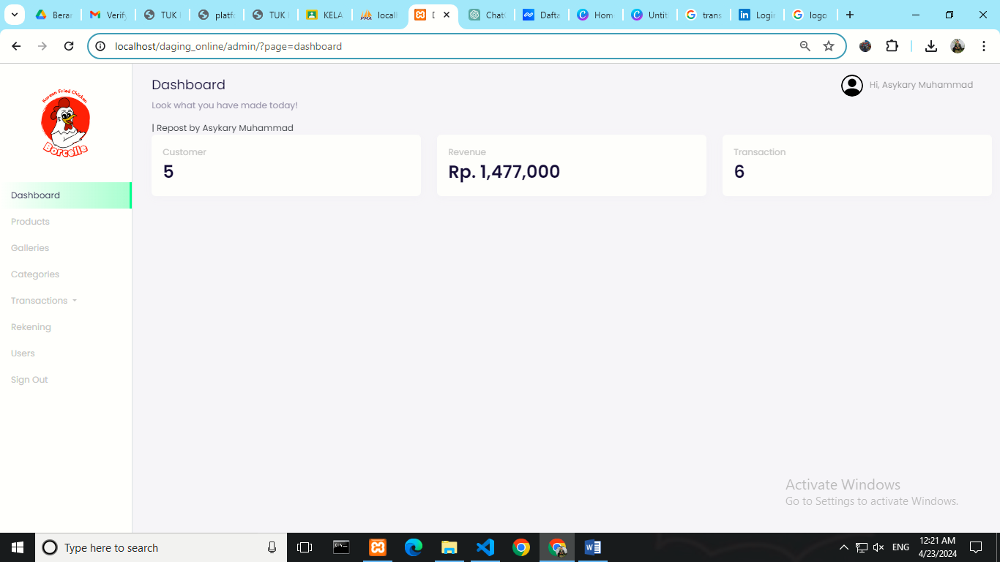 Berar
Verify
TUK
platfo
TUK
KELA
locall
D
Chat
Dafta
Hom
Untitl
trans
Login
logo
localhost/daging_online/admin/?page=dashboard
Korean Fried Chicken
Borcelle
Dashboard
Hi, Asykary Muhammad
Look what you have made today!
| Repost by Asykary Muhammad
Customer
5
Revenue
Rp. 1,477,000
Transaction
6
Dashboard
Products
Galleries
Categories
Transactions
Rekening
Users
Sign Out
Activate Windows
Go to Settings to activate Windows.
Type here to search
ENG
12:21 AM
4/23/2024